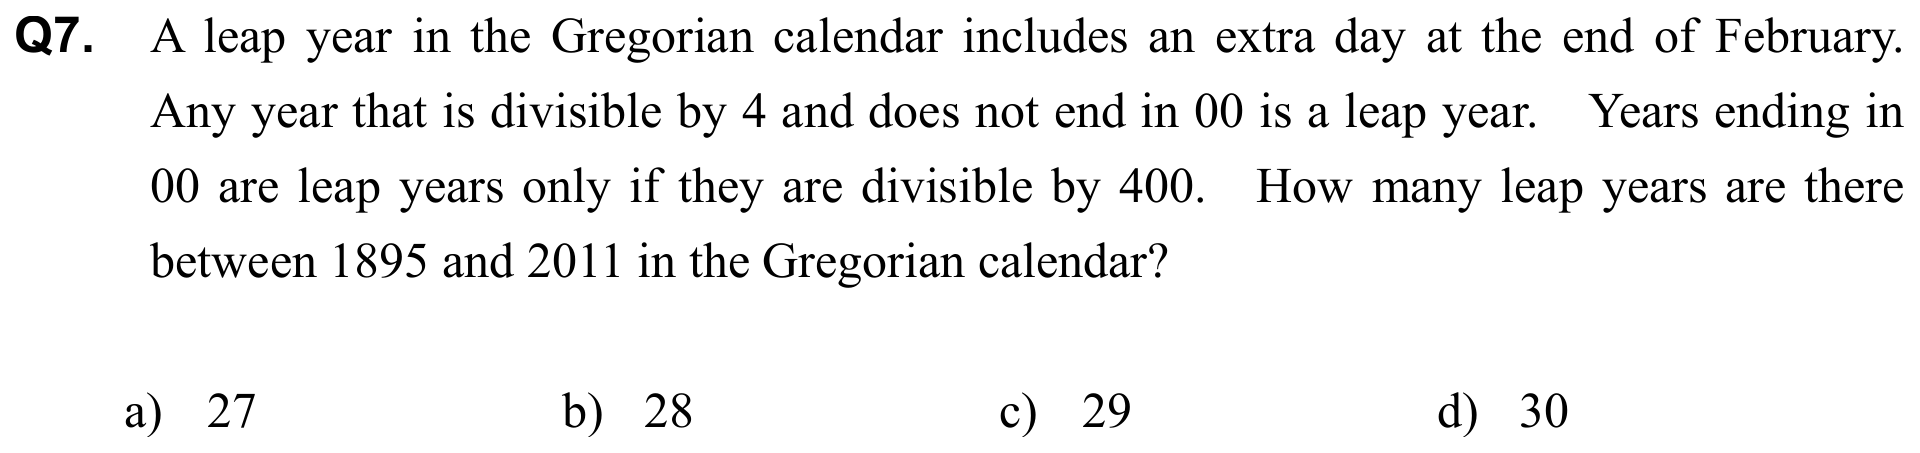 Q7. A leap year in the Gregorian calendar includes an extra day at the end of February.
Any year that is divisible by 4 and does not end in 00 is a leap year. Years ending in
00 are leap years only if they are divisible by 400. How many leap years are there
between 1895 and 2011 in the Gregorian calendar?
a) 27 b) 28 c) 29 d) 30